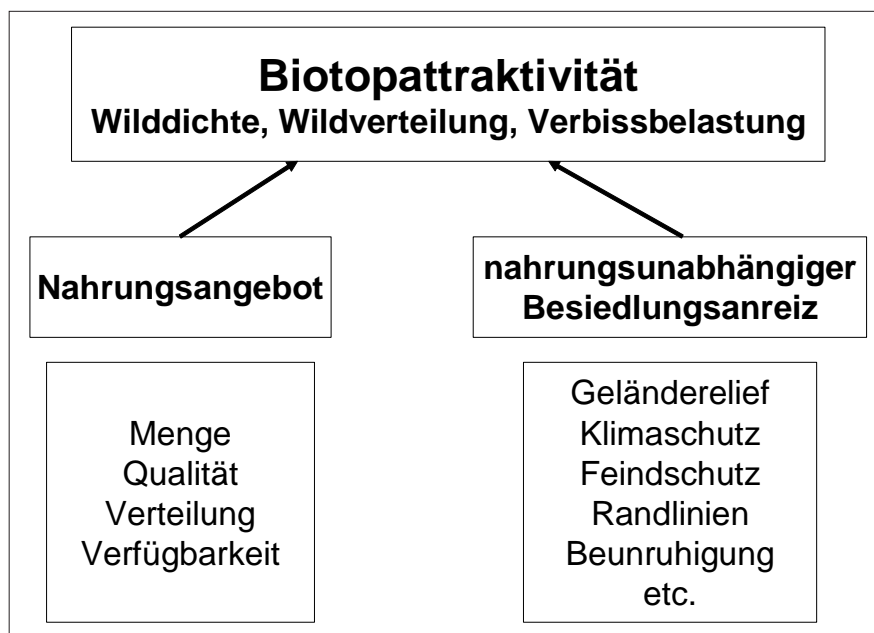 Biotopattraktivität
Wilddichte, Wildverteilung, Verbissbelastung
Nahrungsangebot
nahrungsunabhängiger
Besiedlungsanreiz
Menge
Qualität
Verteilung
Verfügbarkeit
Geländerelief
Klimaschutz
Feindschutz
Randlinien
Beunruhigung
etc.